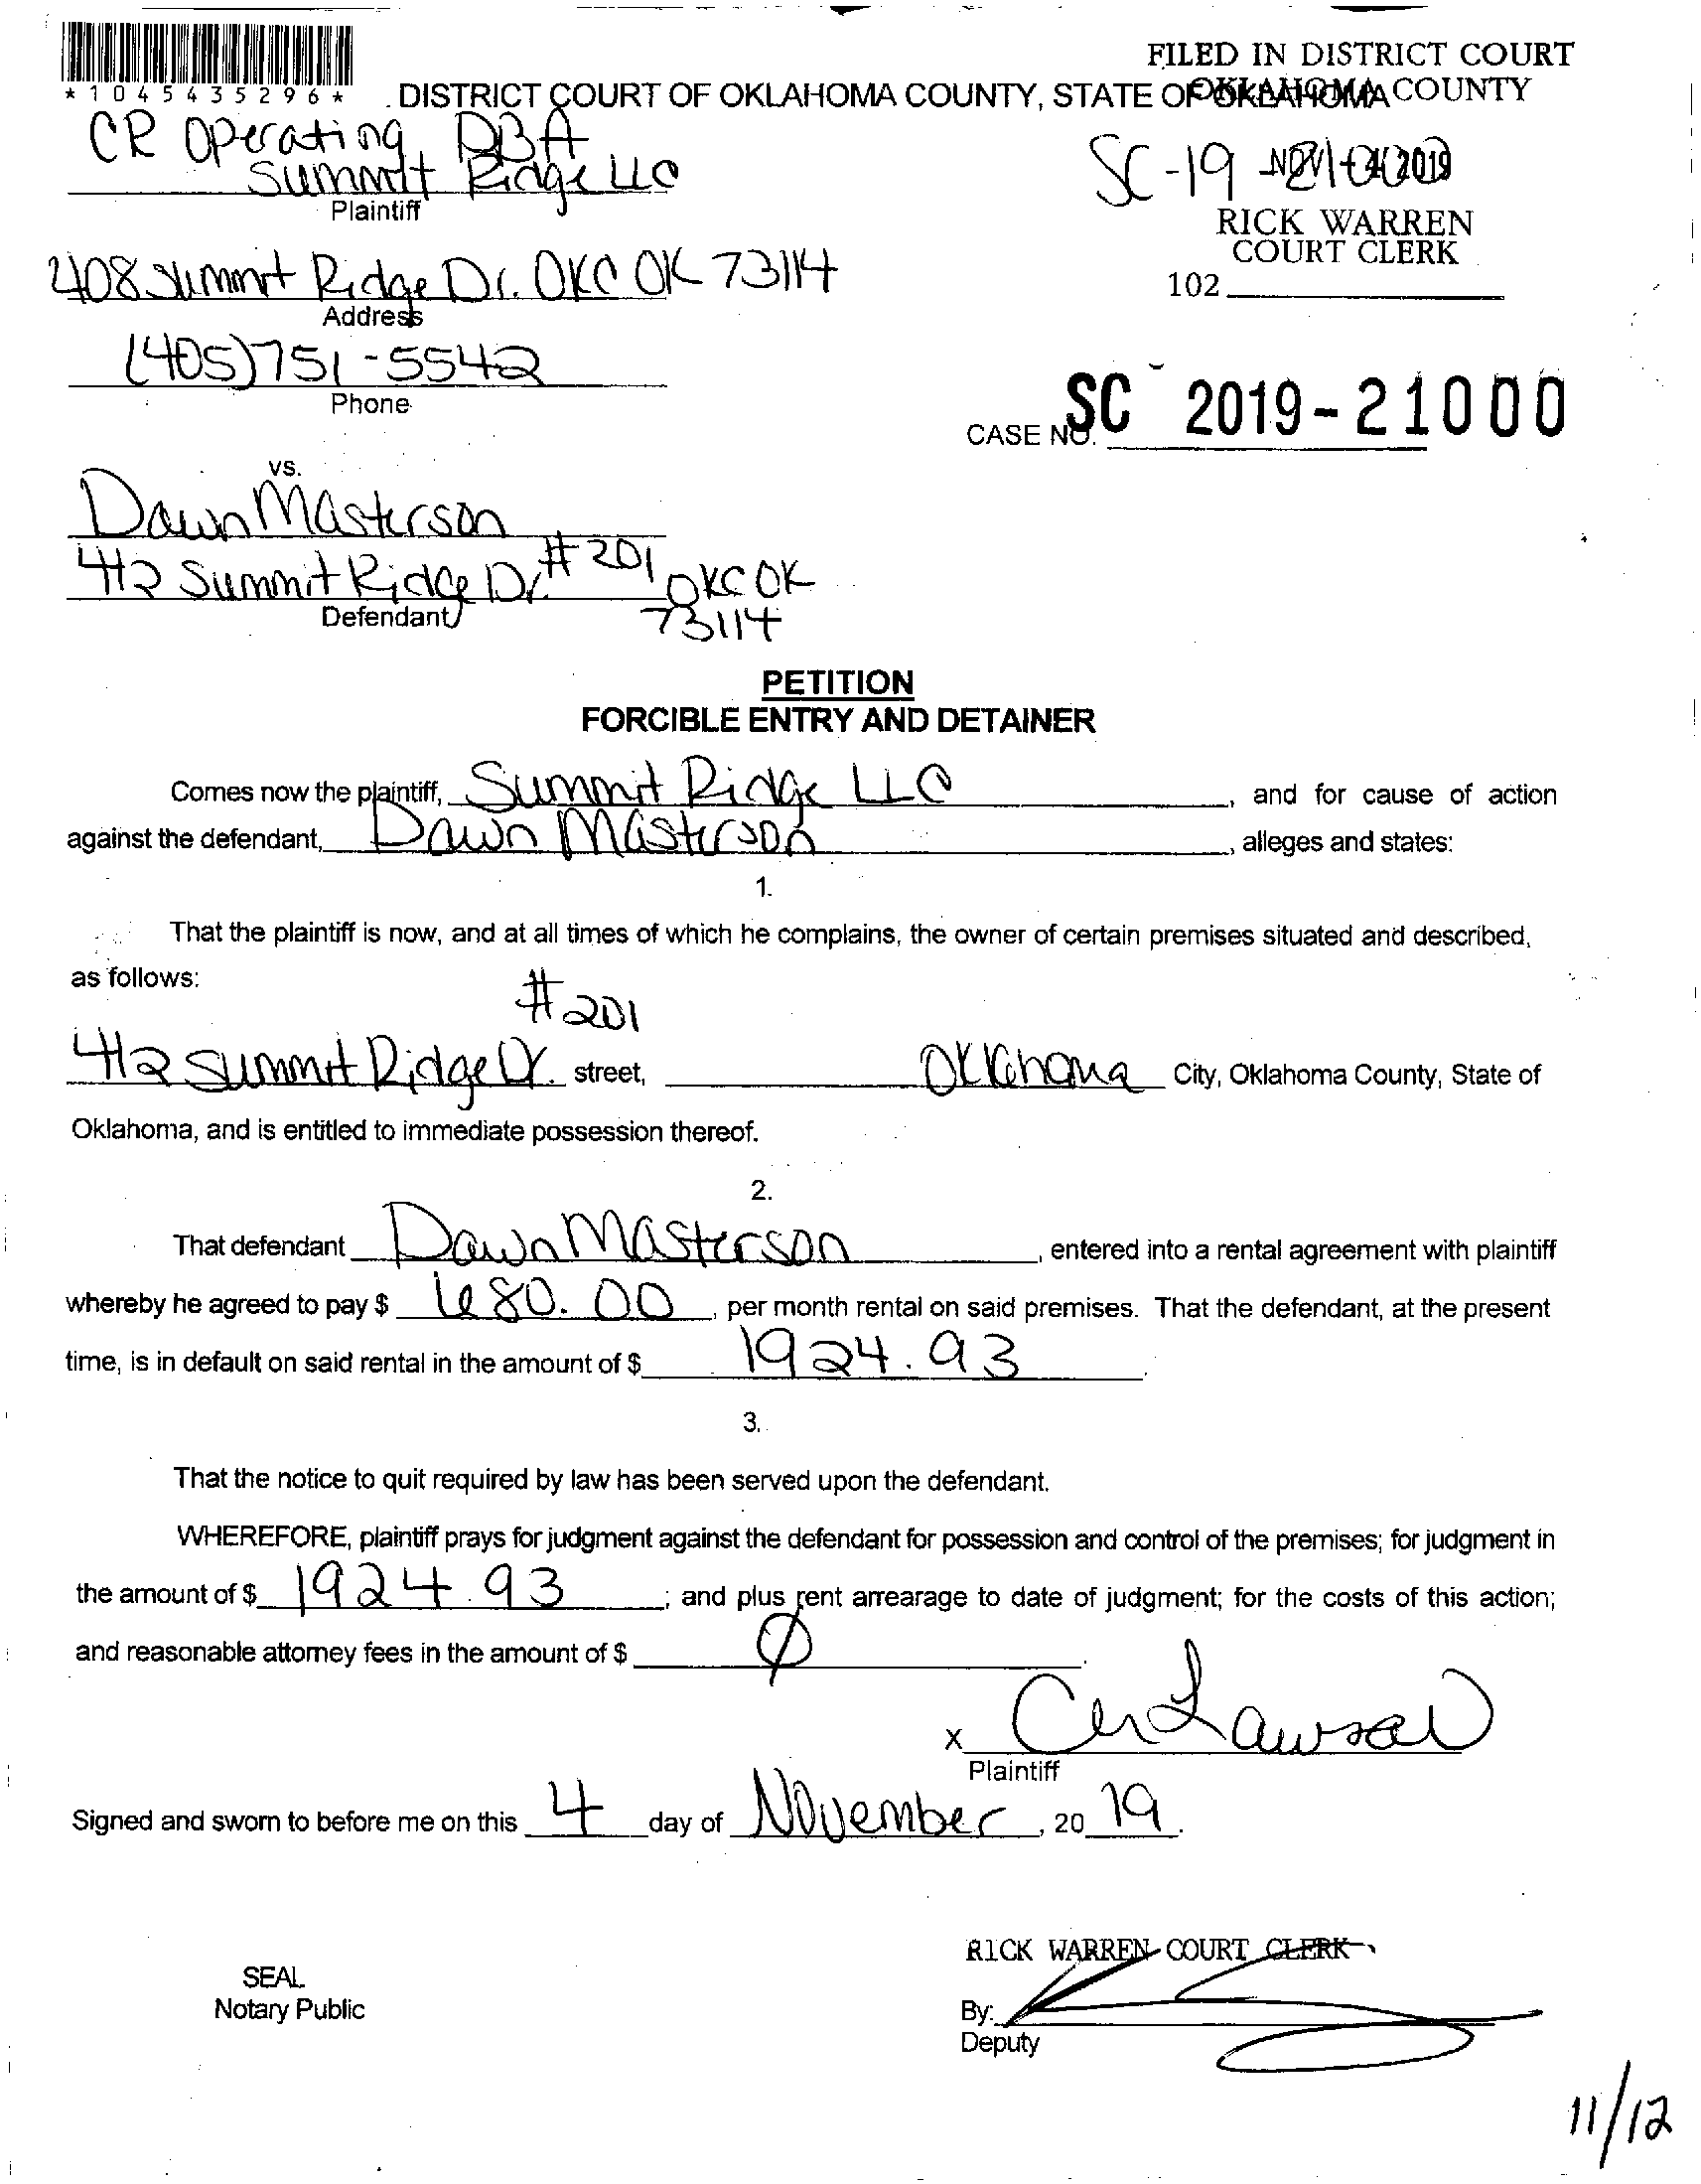 FILED IN DISTRICT COURT
OKLAHOMA COUNTY
*1045435296*
DISTRICT COURT OF OKLAHOMA COUNTY, STATE OF OKLAHOMA
CR Operating DBA
Summit Ridge LLC
Plaintiff
SC-19-21000
NOV - 4 2019
RICK WARREN
COURT CLERK
102
408 Summit Ridge Dr. OKC OK 73114
Address
(405)751-5542
Phone
CASE NO. SC 2019-21000
vs.
Dawn Masterson
412 Summit Ridge Dr. #201 OKC OK
73114
Defendant
PETITION
FORCIBLE ENTRY AND DETAINER
Comes now the plaintiff, Summit Ridge LLC, and for cause of action
against the defendant, Dawn Masterson, alleges and states:
1.
That the plaintiff is now, and at all times of which he complains, the owner of certain premises situated and described,
as follows:
#201
412 Summit Ridge Dr. street, Oklahoma City, Oklahoma County, State of
Oklahoma, and is entitled to immediate possession thereof.
2.
That defendant Dawn Masterson, entered into a rental agreement with plaintiff
whereby he agreed to pay $ 680.00, per month rental on said premises. That the defendant, at the present
time, is in default on said rental in the amount of $ 1924.93.
3.
That the notice to quit required by law has been served upon the defendant.
WHEREFORE, plaintiff prays for judgment against the defendant for possession and control of the premises; for judgment in
the amount of $ 1924.93; and plus rent arrearage to date of judgment; for the costs of this action;
and reasonable attorney fees in the amount of $ Ø.
X Lawson
Plaintiff
Signed and sworn to before me on this 4 day of November, 2019.
RICK WARREN COURT CLERK
SEAL
Notary Public
By:
Deputy
11/12